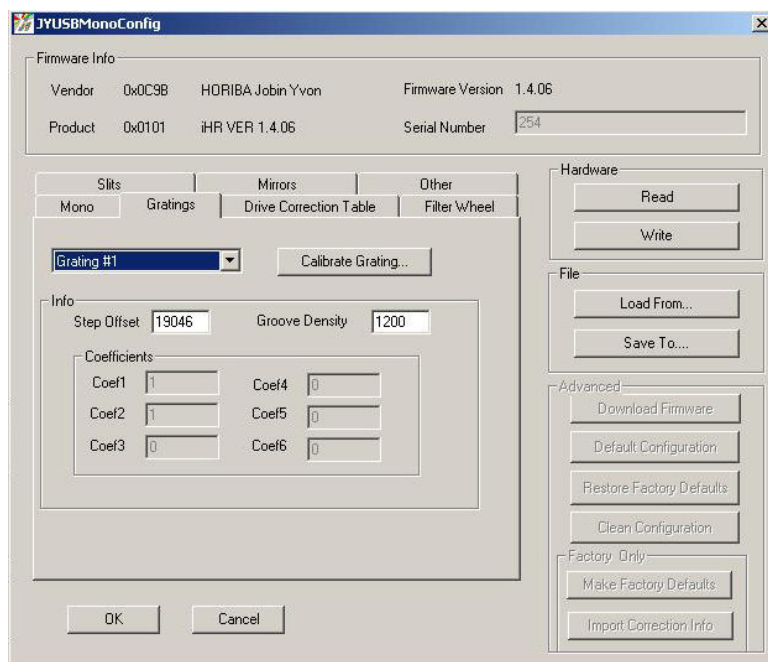 JYUSBMonoConfig
Firmware Info
Vendor 0x0C9B HORIBA Jobin Yvon Firmware Version 1.4.06
Product 0x0101 iHR VER 1.4.06 Serial Number 254
Slits Mirrors Other
Mono Gratings Drive Correction Table Filter Wheel
Grating #1 Calibrate Grating...
Info
Step Offset 19046 Groove Density 1200
Coefficients
Coef1 1 Coef4 0
Coef2 1 Coef5 0
Coef3 0 Coef6 0
OK Cancel
Hardware
Read
Write
File
Load From...
Save To....
Advanced
Download Firmware
Default Configuration
Restore Factory Defaults
Clean Configuration
Factory Only
Make Factory Defaults
Import Correction Info